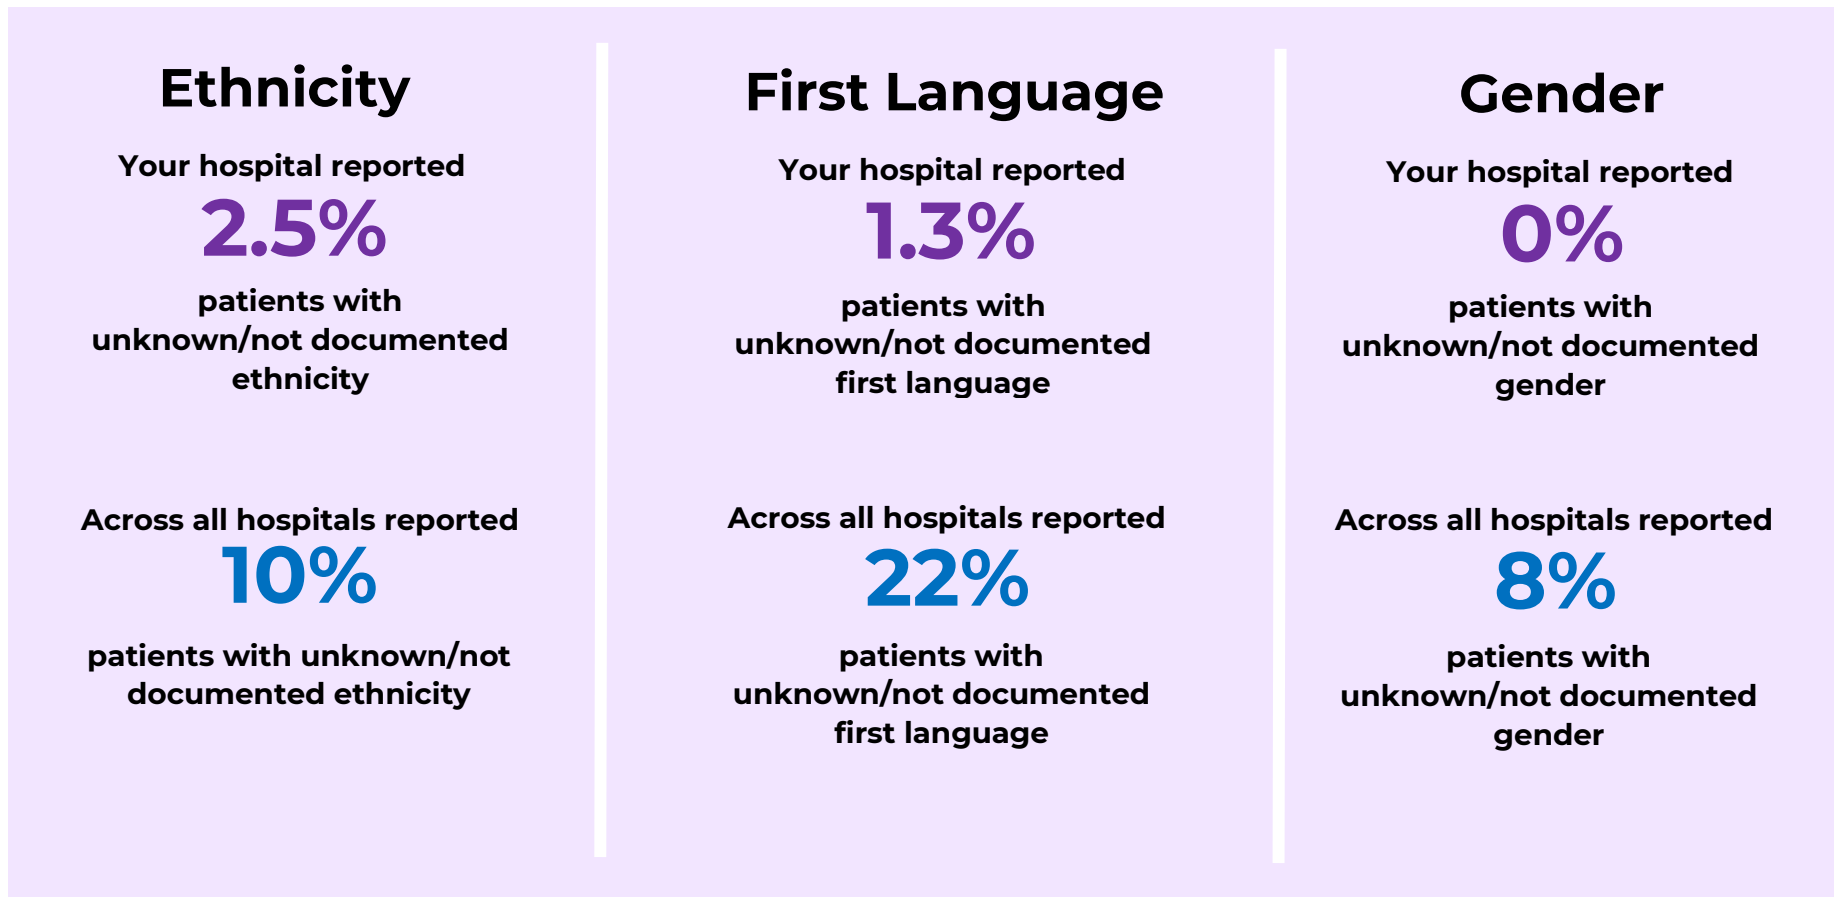 Ethnicity
Your hospital reported
2.5%
patients with
unknown/not documented
ethnicity
Across all hospitals reported
10%
patients with unknown/not
documented ethnicity
First Language
Your hospital reported
1.3%
patients with
unknown/not documented
first language
Across all hospitals reported
22%
patients with
unknown/not documented
first language
Gender
Your hospital reported
0%
patients with
unknown/not documented
gender
Across all hospitals reported
8%
patients with
unknown/not documented
gender